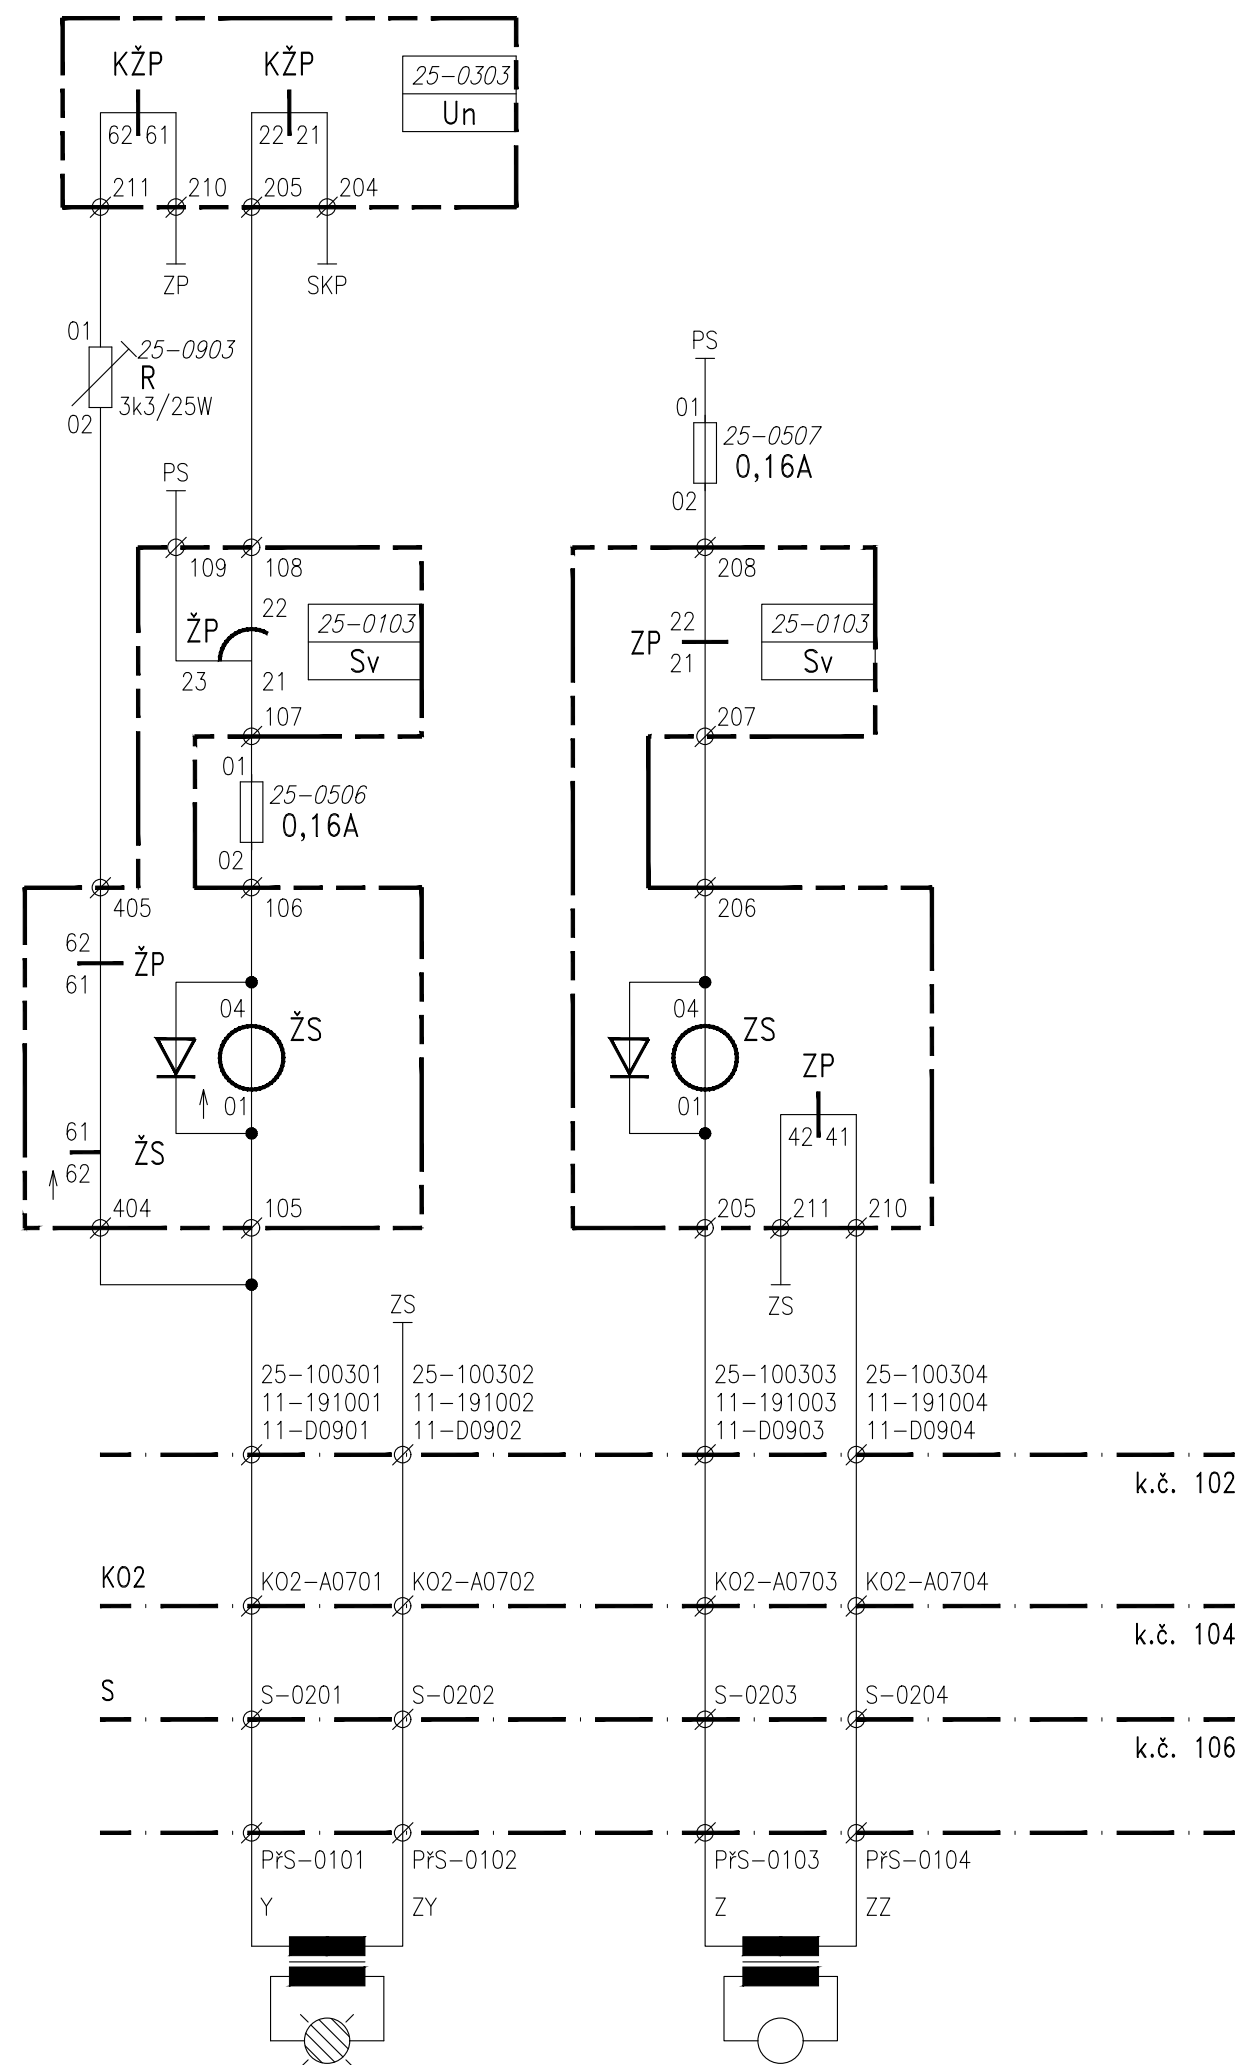 KŽP KŽP
25-0303
Un
62 61 22 21
211 210 205 204
ZP SKP
01
25-0903
R
3k3/25W
02
PS
01
25-0507
0,16A
02
PS
109 108
22
ŽP
25-0103
Sv
23 21
107
01
25-0506
0,16A
02
405 106
62
ŽP
61
04
ŽS
01
61
ŽS
62
404 105
208
22
ZP
21
25-0103
Sv
207
206
04
ZS
01
ZP
42 41
205 211 210
ZS
ZS
25-100301 25-100302 25-100303 25-100304
11-191001 11-191002 11-191003 11-191004
11-D0901 11-D0902 11-D0903 11-D0904
k.č. 102
K02 K02-A0701 K02-A0702 K02-A0703 K02-A0704
k.č. 104
S S-0201 S-0202 S-0203 S-0204
k.č. 106
PřS-0101 PřS-0102 PřS-0103 PřS-0104
Y ZY Z ZZ